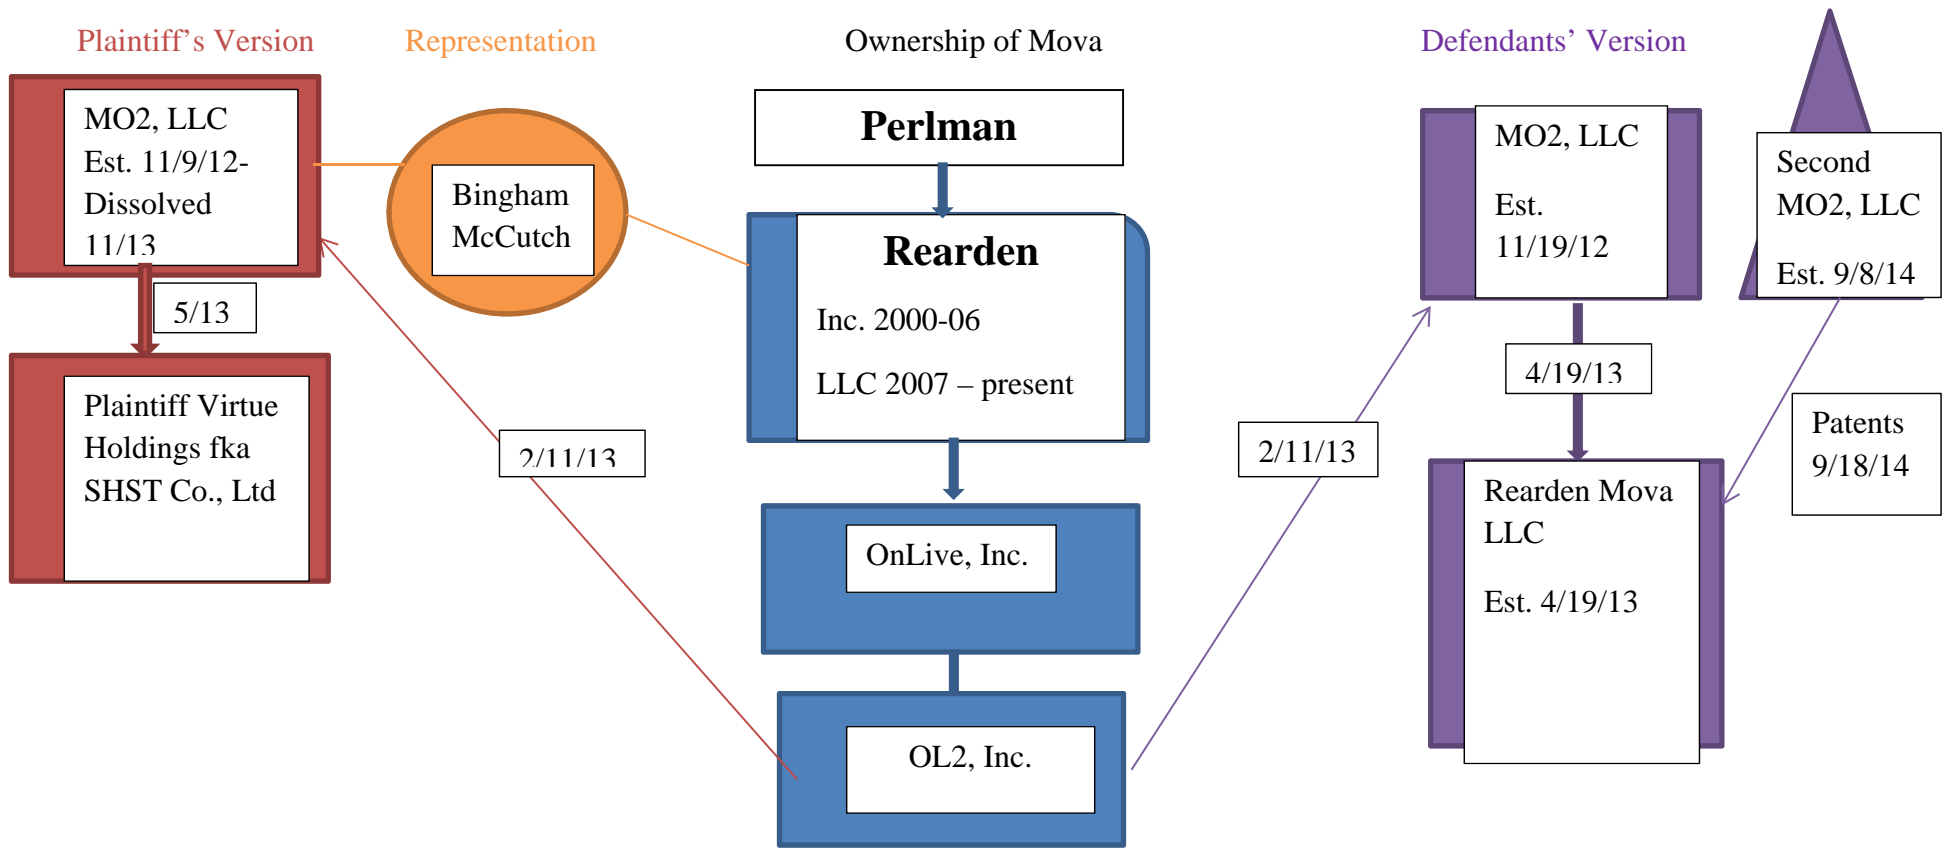 Plaintiff's Version
Representation
Ownership of Mova
Defendants' Version
MO2, LLC
Est. 11/9/12-
Dissolved
11/13
5/13
Plaintiff Virtue
Holdings fka
SHST Co., Ltd
Bingham
McCutch
2/11/13
Perlman
Rearden
Inc. 2000-06
LLC 2007 – present
OnLive, Inc.
OL2, Inc.
2/11/13
MO2, LLC
Est.
11/19/12
4/19/13
Rearden Mova
LLC
Est. 4/19/13
Second
MO2, LLC
Est. 9/8/14
Patents
9/18/14